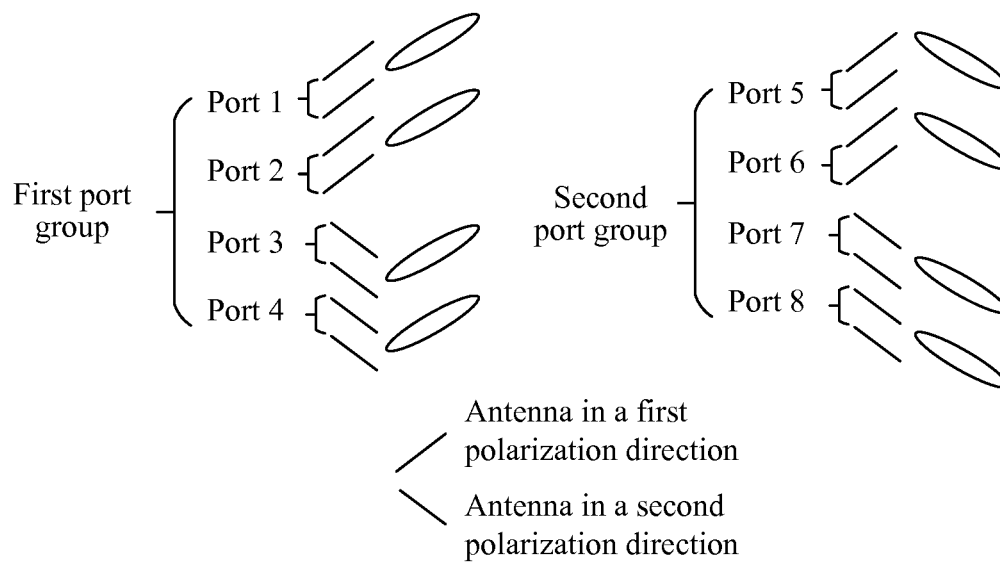 Port 1
Port 2
First port
group
Port 3
Port 4
Port 5
Port 6
Second
port group
Port 7
Port 8
Antenna in a first
polarization direction
Antenna in a second
polarization direction